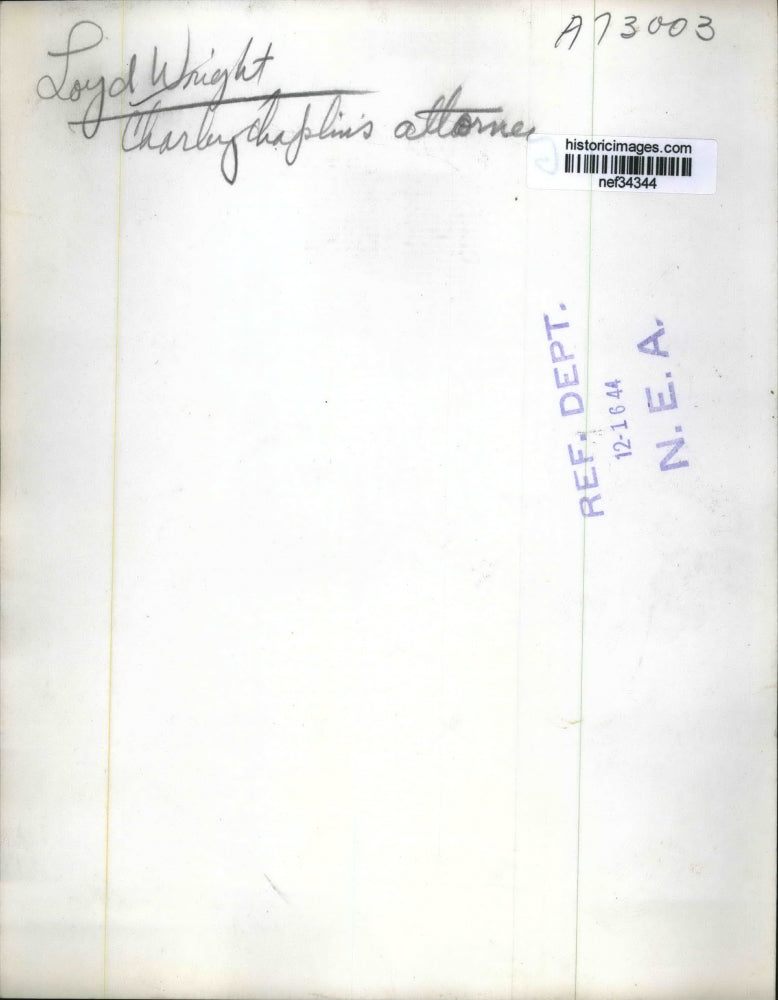 A73003
Loyd Wright
Charley Chaplin's attorne
historicimages.com
nef34344
REF. DEPT.
12-16 44
N. E. A.